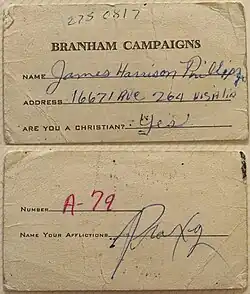 275 0817
BRANHAM CAMPAIGNS
NAME James Harrison Phillips
ADDRESS 16671 AVE 264 VISALIA
ARE YOU A CHRISTIAN? Yes
NUMBER A-79
NAME YOUR AFFLICTIONS